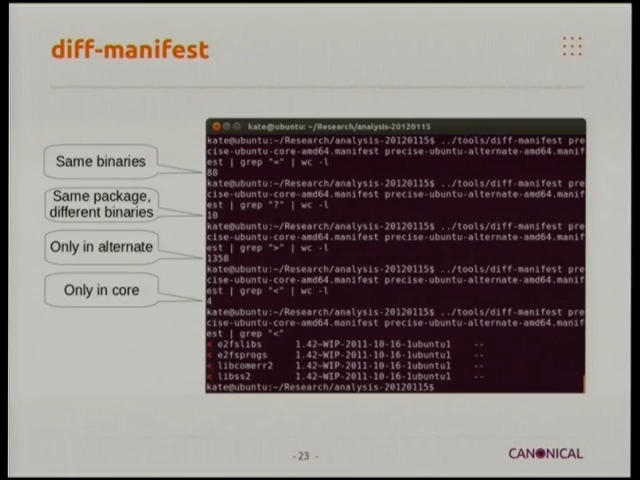 diff-manifest
kate@ubuntu: ~/Research/analysis-20120115
Same binaries
Same package,
different binaries
Only in alternate
Only in core
kate@ubuntu:~/Research/analysis-20120115$ ../tools/diff-manifest pre
cise-ubuntu-core-amd64.manifest precise-ubuntu-alternate-amd64.manif
est | grep "=" | wc -l
88
kate@ubuntu:~/Research/analysis-20120115$ ../tools/diff-manifest pre
cise-ubuntu-core-amd64.manifest precise-ubuntu-alternate-amd64.manif
est | grep "?" | wc -l
10
kate@ubuntu:~/Research/analysis-20120115$ ../tools/diff-manifest pre
cise-ubuntu-core-amd64.manifest precise-ubuntu-alternate-amd64.manif
est | grep ">" | wc -l
1358
kate@ubuntu:~/Research/analysis-20120115$ ../tools/diff-manifest pre
cise-ubuntu-core-amd64.manifest precise-ubuntu-alternate-amd64.manif
est | grep "<" | wc -l
4
kate@ubuntu:~/Research/analysis-20120115$ ../tools/diff-manifest pre
cise-ubuntu-core-amd64.manifest precise-ubuntu-alternate-amd64.manif
est | grep "<"
< e2fslibs 1.42~WIP-2011-10-16-1ubuntu1 --
< e2fsprogs 1.42~WIP-2011-10-16-1ubuntu1 --
< libcomerr2 1.42~WIP-2011-10-16-1ubuntu1 --
< libss2 1.42~WIP-2011-10-16-1ubuntu1 --
kate@ubuntu:~/Research/analysis-20120115$
- 23 -
CANONICAL